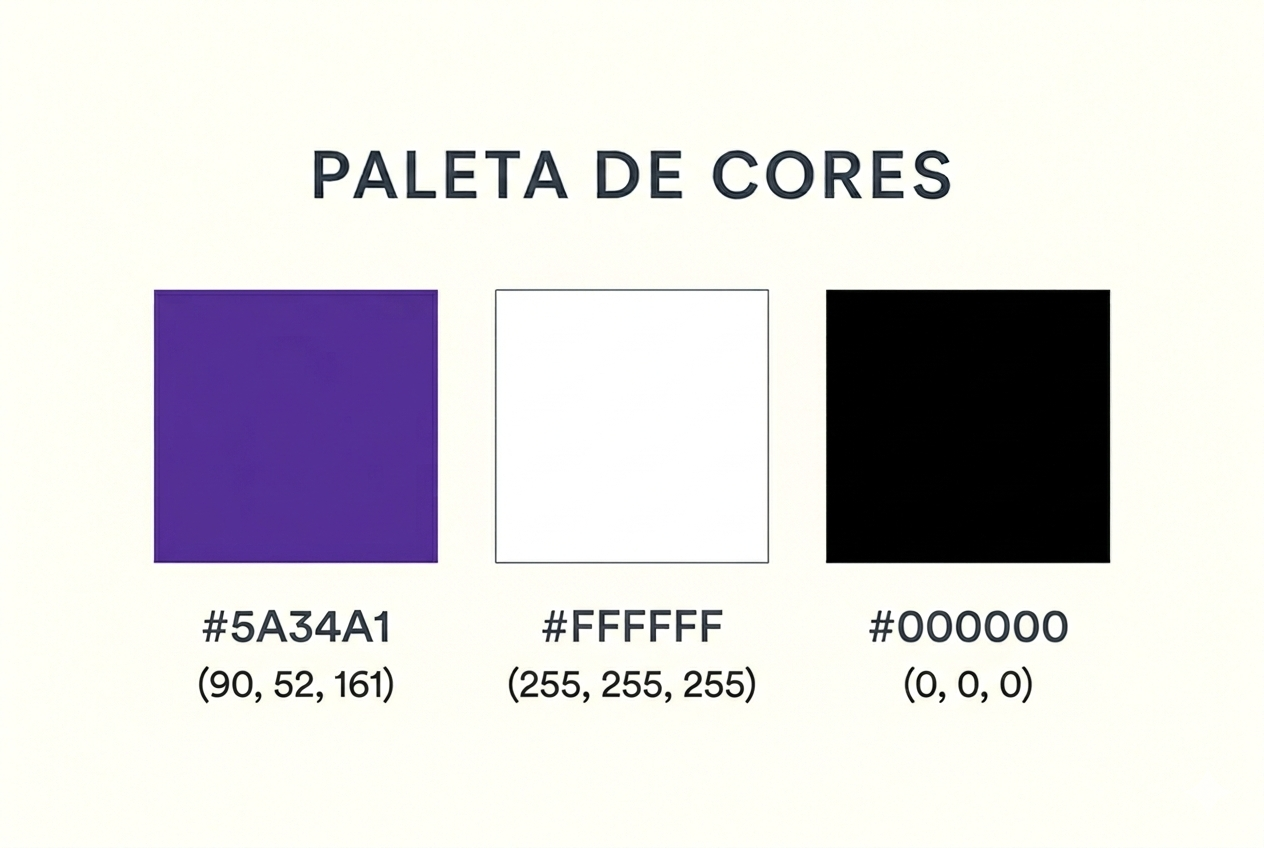 PALETA DE CORES
#5A34A1 #FFFFFF #000000
(90, 52, 161) (255, 255, 255) (0, 0, 0)